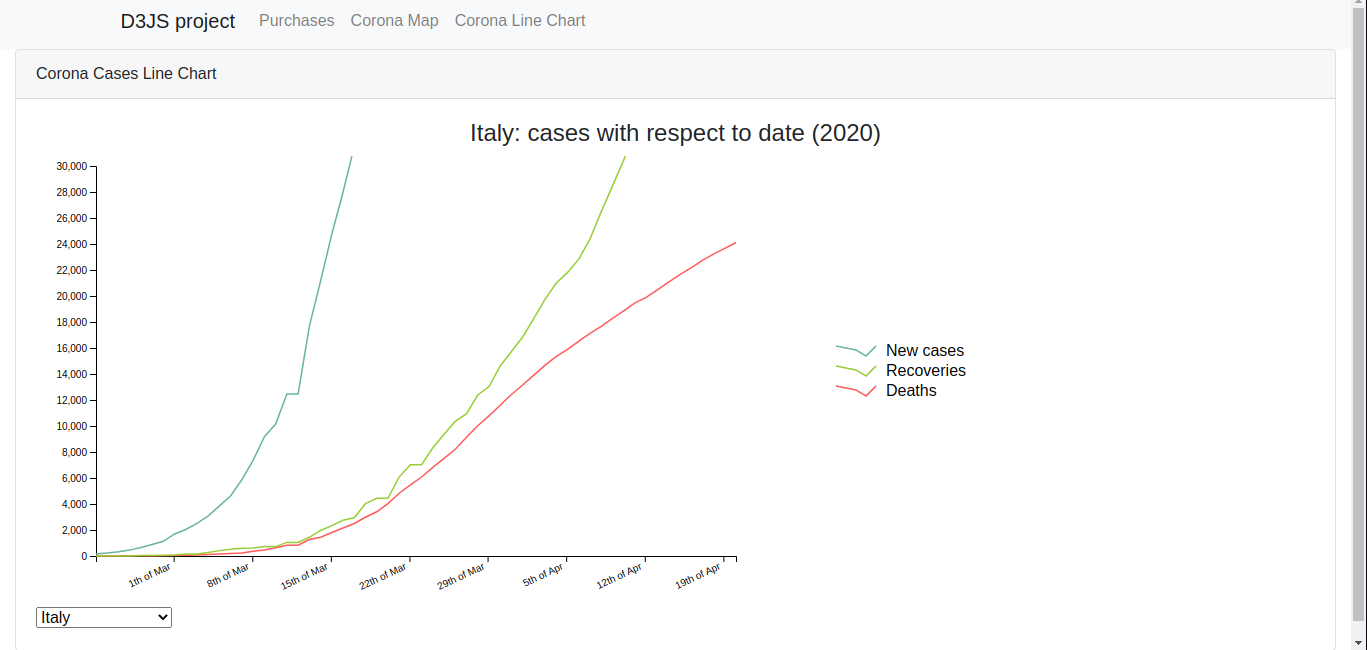 D3JS project Purchases Corona Map Corona Line Chart
Corona Cases Line Chart
Italy: cases with respect to date (2020)
30,000
28,000
26,000
24,000
22,000
20,000
18,000
16,000
14,000
12,000
10,000
8,000
6,000
4,000
2,000
0
1th of Mar
8th of Mar
15th of Mar
22th of Mar
29th of Mar
5th of Apr
12th of Apr
19th of Apr
New cases
Recoveries
Deaths
Italy